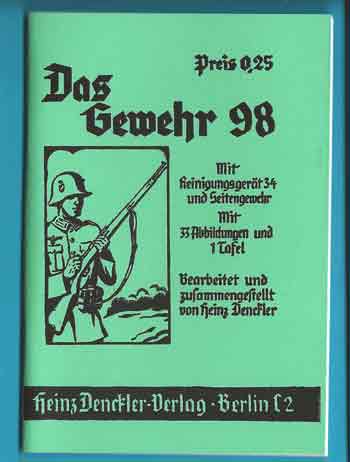 Preis 0,25
Das
Gewehr 98
Mit
Reinigungsgerät 34
und Seitengewehr
Mit
33 Abbildungen und
1 Tafel
Bearbeitet und
zusammengestellt
von Heinz Denckler
Heinz Denckler-Verlag · Berlin C2